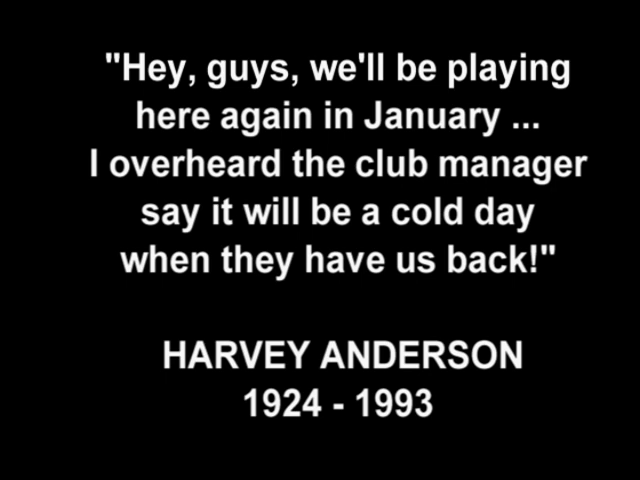 "Hey, guys, we'll be playing
here again in January ...
I overheard the club manager
say it will be a cold day
when they have us back!"
HARVEY ANDERSON
1924 - 1993